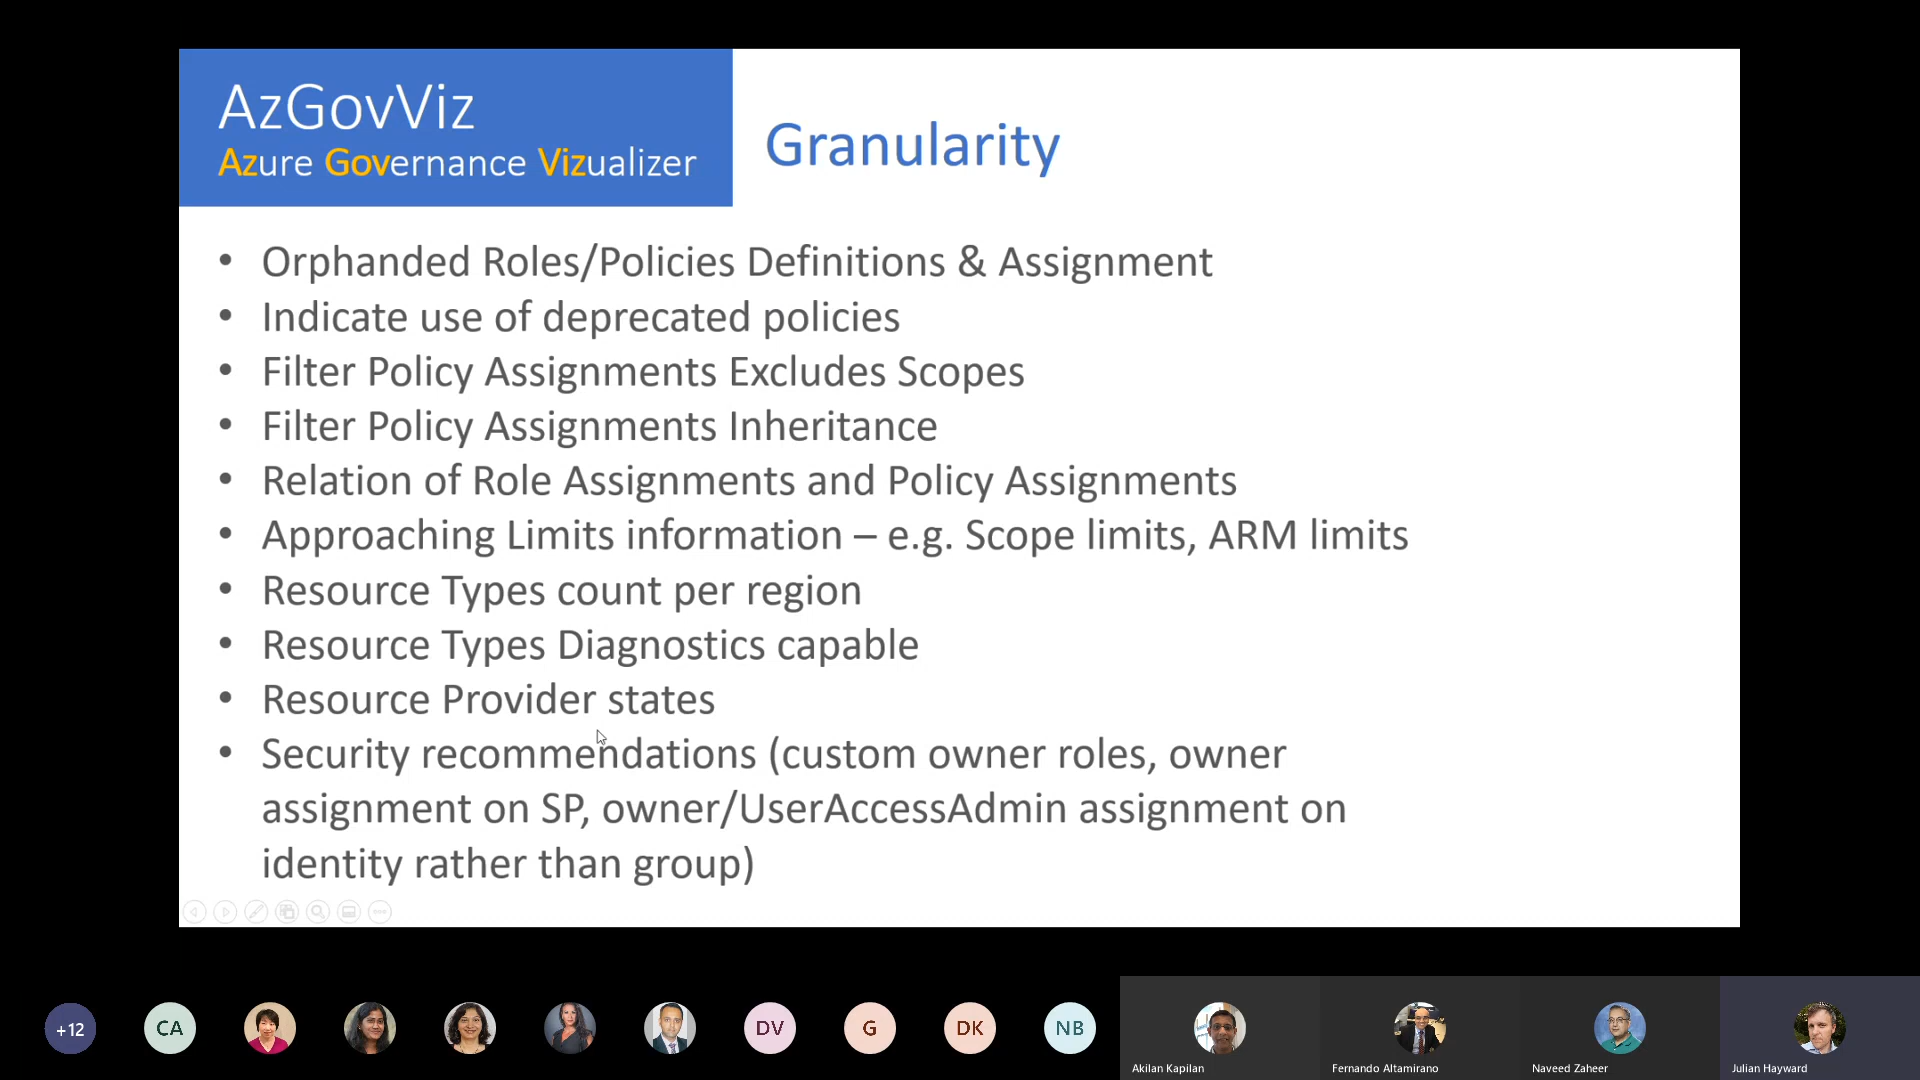 AzGovViz
Azure Governance Vizualizer
Granularity
• Orphanded Roles/Policies Definitions & Assignment
• Indicate use of deprecated policies
• Filter Policy Assignments Excludes Scopes
• Filter Policy Assignments Inheritance
• Relation of Role Assignments and Policy Assignments
• Approaching Limits information – e.g. Scope limits, ARM limits
• Resource Types count per region
• Resource Types Diagnostics capable
• Resource Provider states
• Security recommendations (custom owner roles, owner
assignment on SP, owner/UserAccessAdmin assignment on
identity rather than group)
+12
CA
DV
G
DK
NB
Akilan Kapilan
Fernando Altamirano
Naveed Zaheer
Julian Hayward